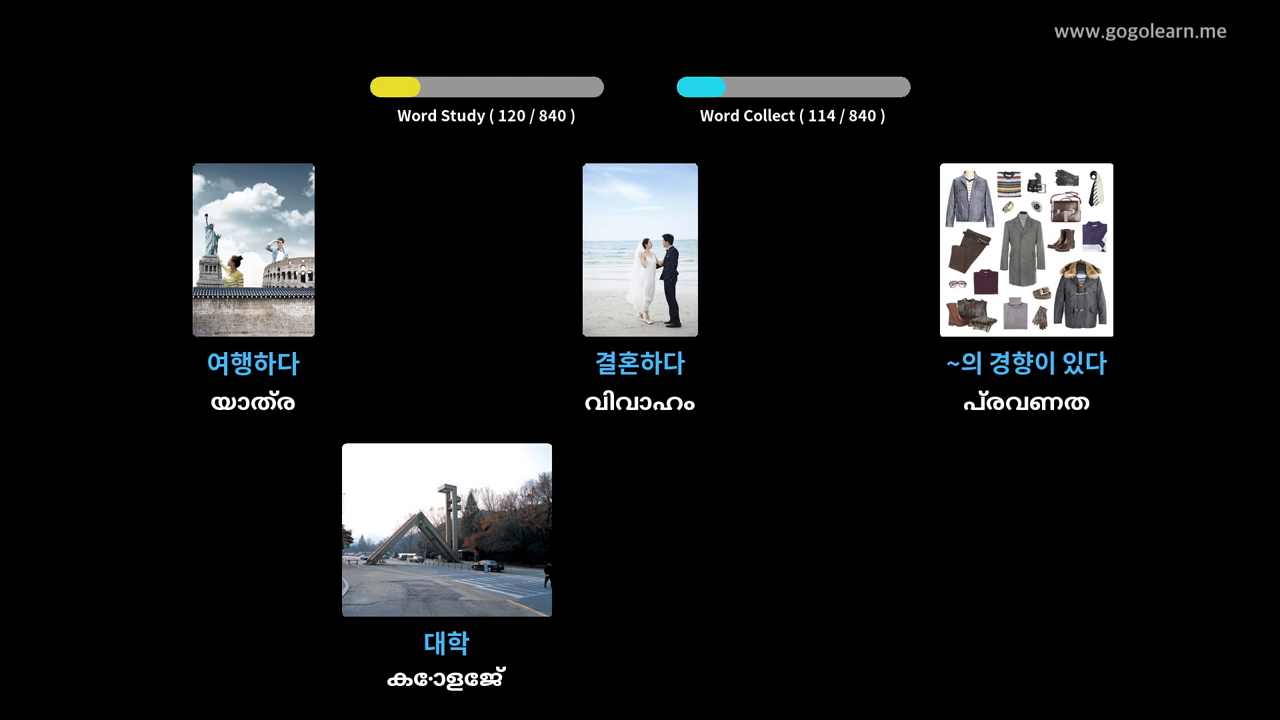 www.gogolearn.me
Word Study ( 120 / 840 )
Word Collect ( 114 / 840 )
여행하다
결혼하다
~의 경향이 있다
യാത്ര
വിവാഹം
പ്രവണത
대학
കോളേജ്